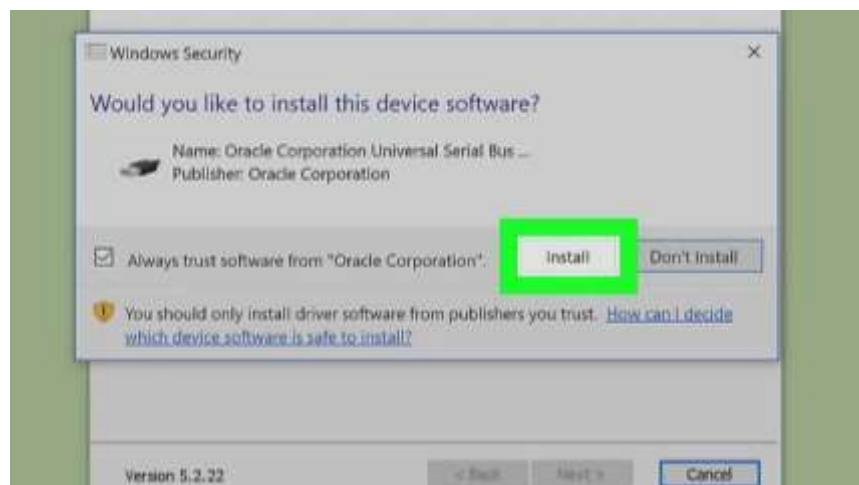 Windows Security
Would you like to install this device software?
Name: Oracle Corporation Universal Serial Bus ...
Publisher: Oracle Corporation
Always trust software from "Oracle Corporation".
Install
Don't Install
You should only install driver software from publishers you trust. How can I decide
which device software is safe to install?
Version 5.2.22
< Back
Next >
Cancel